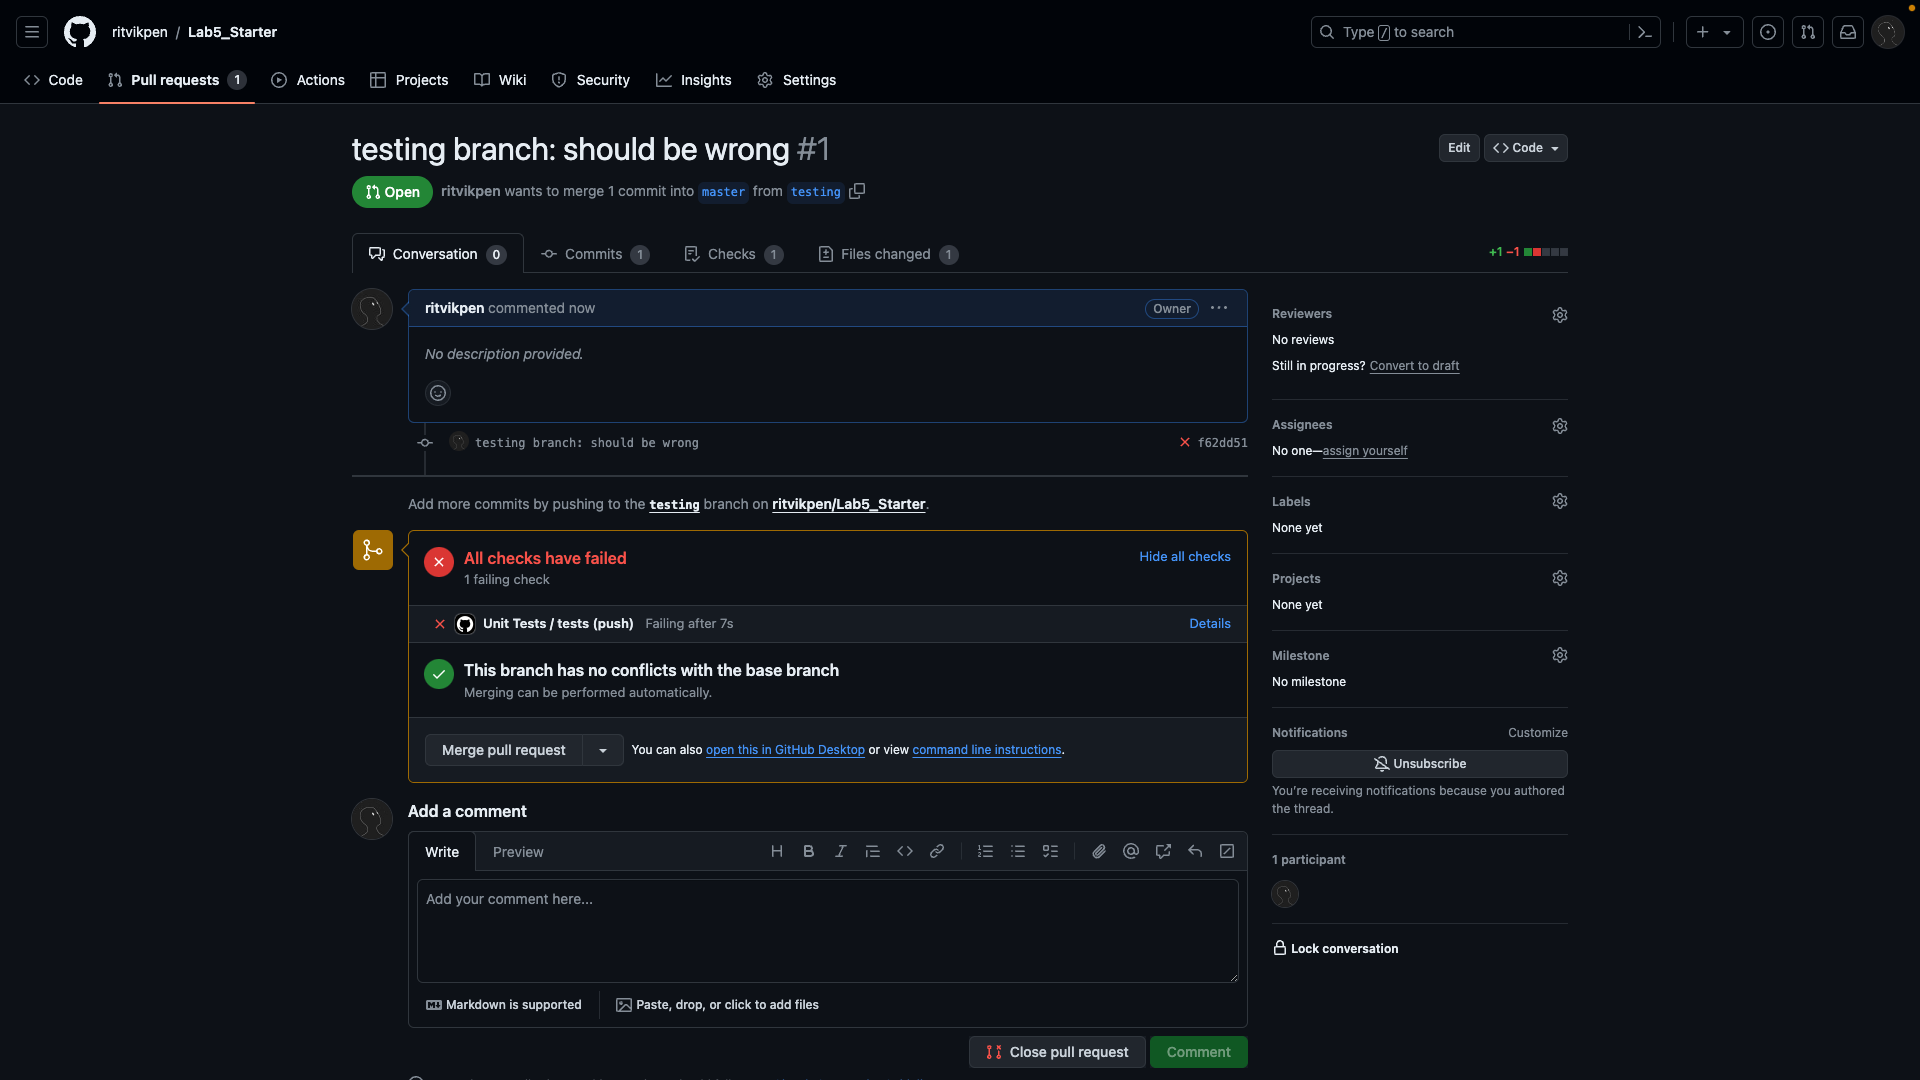 ritvikpen / Lab5_Starter
Type / to search
Code
Pull requests 1
Actions
Projects
Wiki
Security
Insights
Settings
testing branch: should be wrong #1
Edit
Code
Open
ritvikpen wants to merge 1 commit into master from testing
Conversation 0
Commits 1
Checks 1
Files changed 1
+1 −1
ritvikpen commented now
Owner
No description provided.
testing branch: should be wrong
f62dd51
Add more commits by pushing to the testing branch on ritvikpen/Lab5_Starter.
All checks have failed
1 failing check
Hide all checks
Unit Tests / tests (push) Failing after 7s
Details
This branch has no conflicts with the base branch
Merging can be performed automatically.
Merge pull request
You can also open this in GitHub Desktop or view command line instructions.
Add a comment
Write
Preview
Add your comment here...
Markdown is supported
Paste, drop, or click to add files
Close pull request
Comment
Reviewers
No reviews
Still in progress? Convert to draft
Assignees
No one—assign yourself
Labels
None yet
Projects
None yet
Milestone
No milestone
Notifications
Customize
Unsubscribe
You're receiving notifications because you authored
the thread.
1 participant
Lock conversation